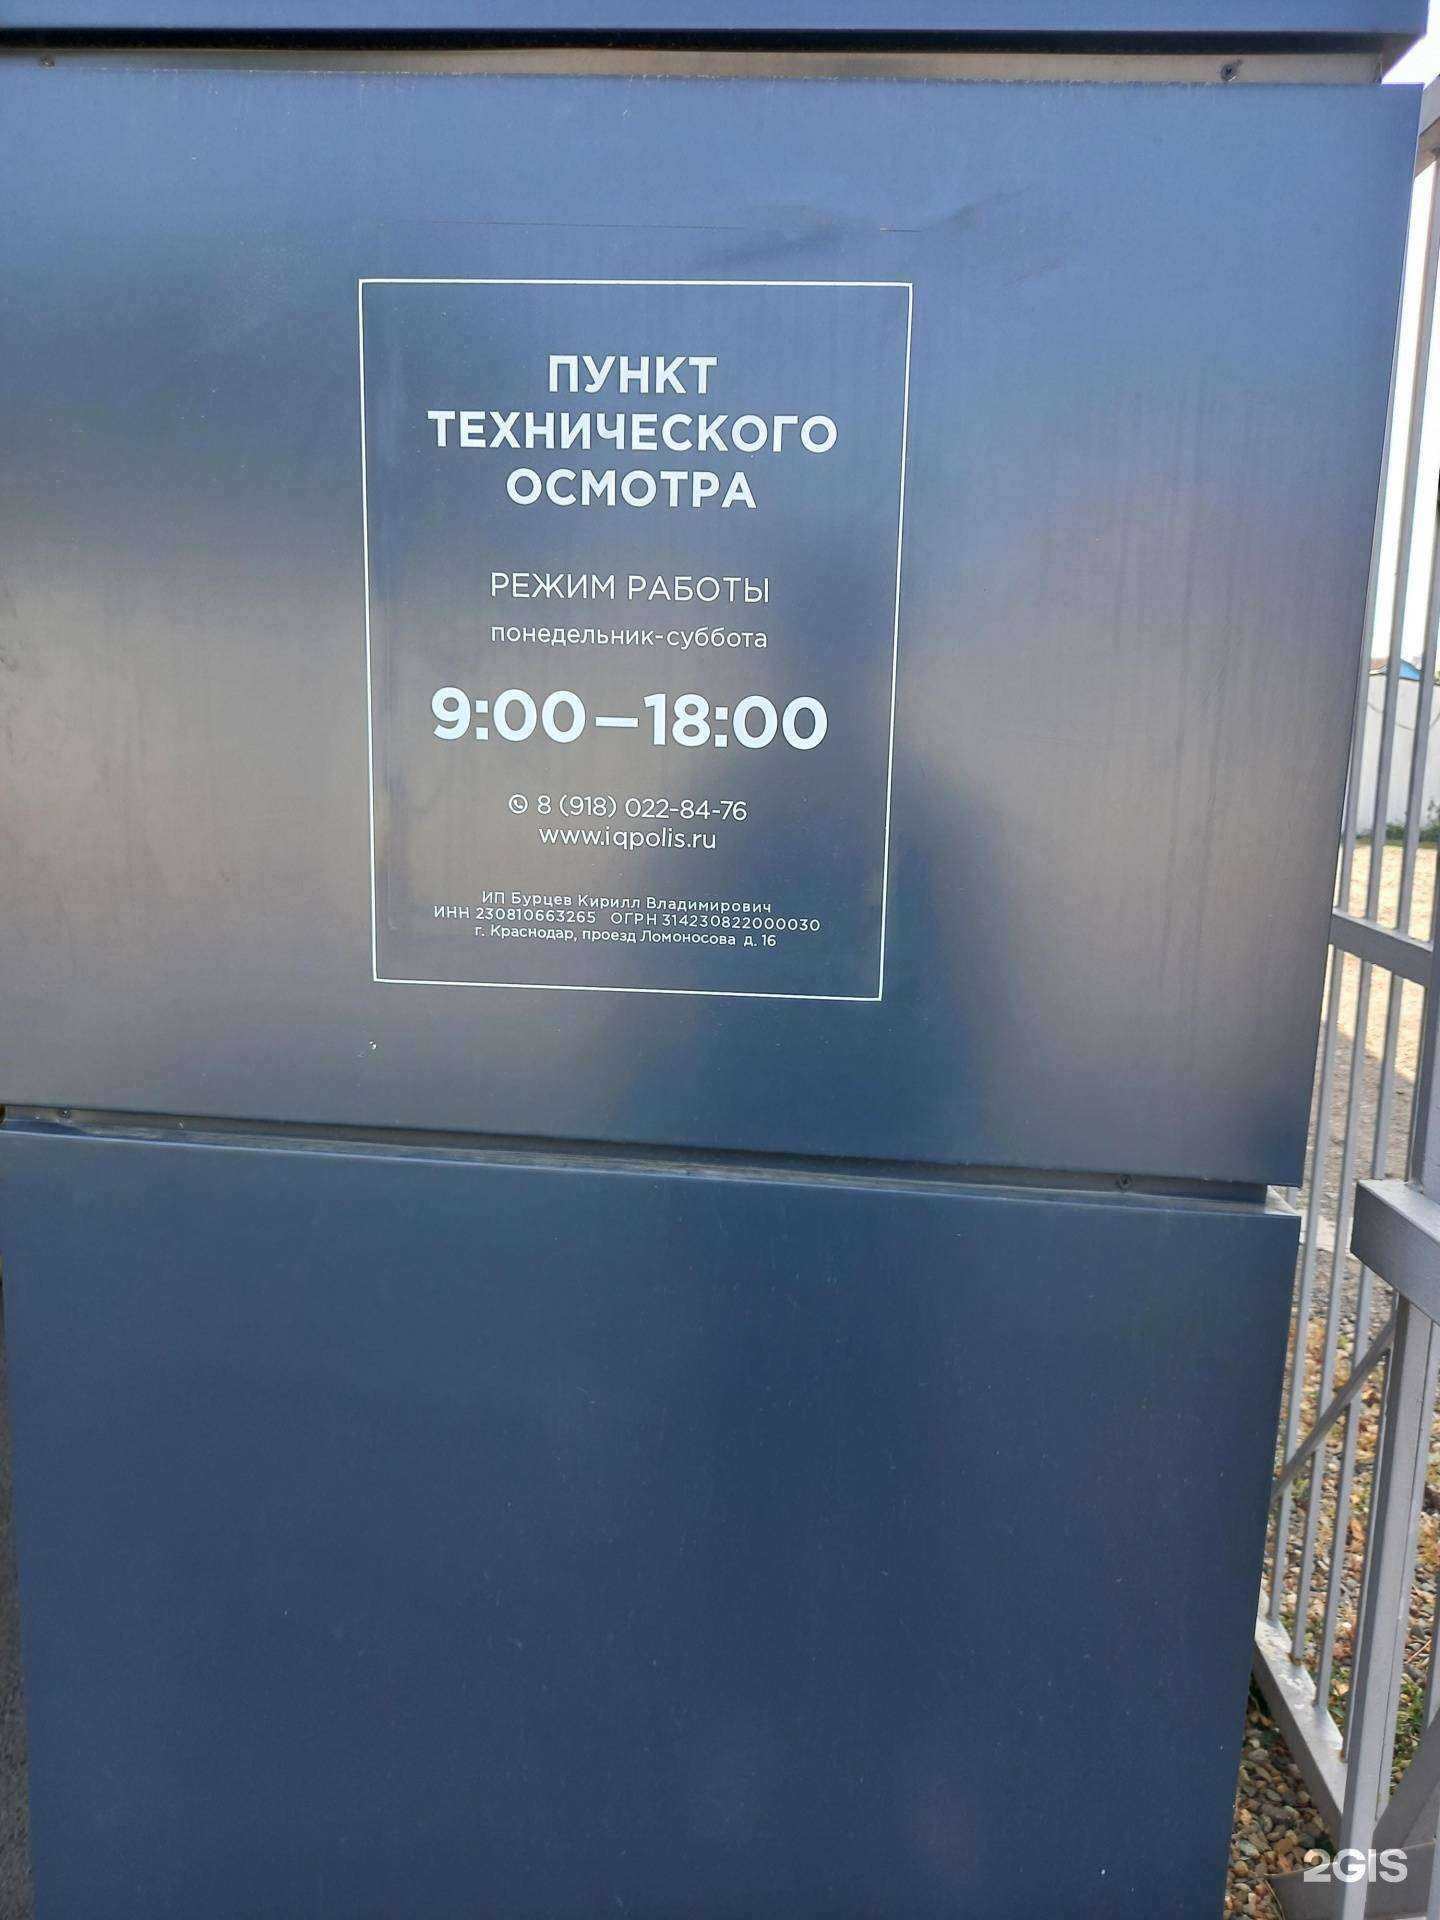 ПУНКТ
ТЕХНИЧЕСКОГО
ОСМОТРА
РЕЖИМ РАБОТЫ
понедельник-суббота
9:00–18:00
8 (918) 022-84-76
www.iqpolis.ru
ИП Бурцев Кирилл Владимирович
ИНН 230810663265 ОГРН 314230822000030
г. Краснодар, проезд Ломоносова д. 16
2GIS